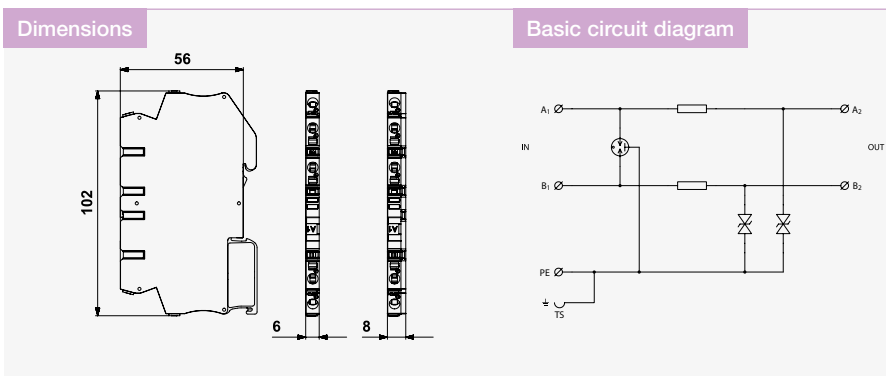 Dimensions
Basic circuit diagram
56
102
6
8
A1
A2
IN
OUT
B1
B2
PE
TS